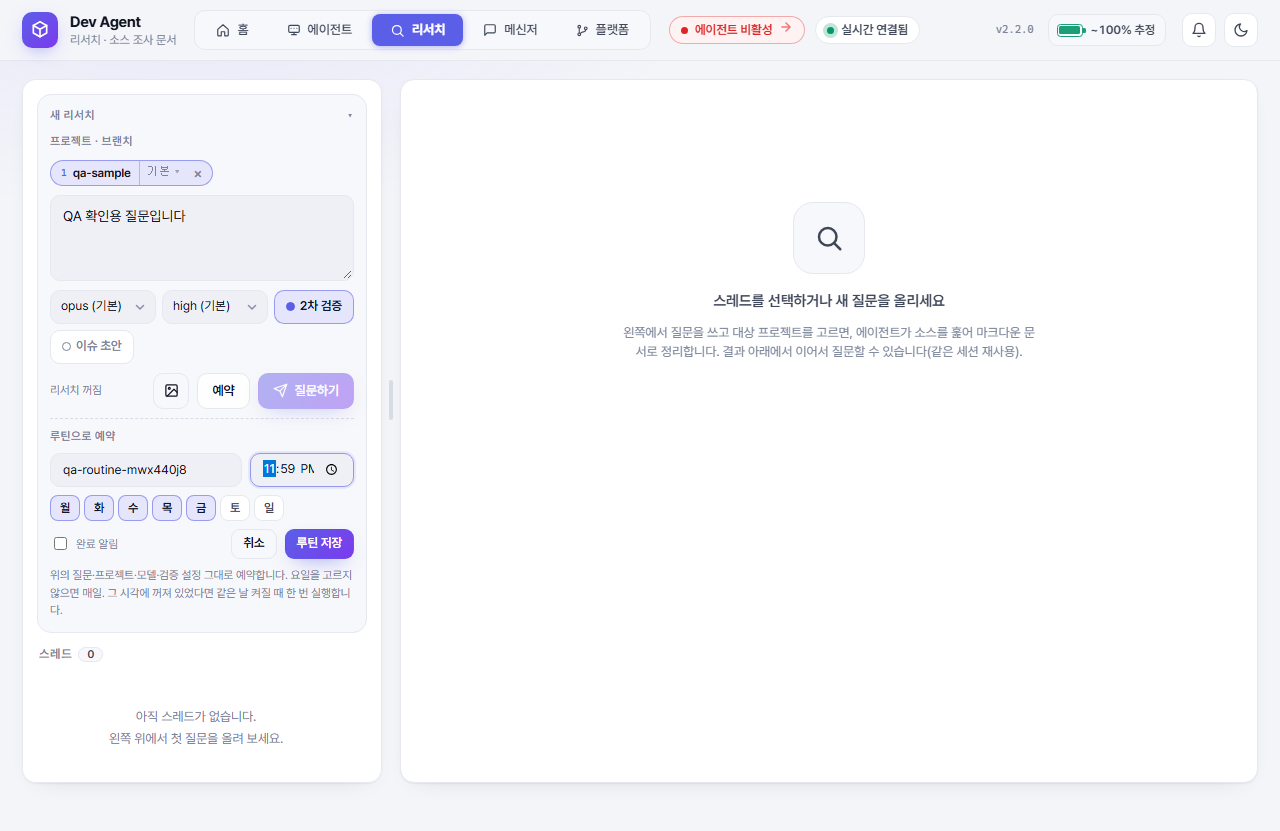 Dev Agent
리서치 · 소스 조사 문서
홈
에이전트
리서치
메신저
플랫폼
에이전트 비활성 →
실시간 연결됨
v2.2.0
~100% 추정
새 리서치
프로젝트 · 브랜치
1 qa-sample 기본 ×
QA 확인용 질문입니다
opus (기본)
high (기본)
2차 검증
이슈 초안
리서치 꺼짐
예약
질문하기
루틴으로 예약
qa-routine-mwx440j8
11:59 PM
월 화 수 목 금 토 일
완료 알림
취소
루틴 저장
위의 질문·프로젝트·모델·검증 설정 그대로 예약합니다. 요일을 고르지
않으면 매일. 그 시각에 꺼져 있었다면 같은 날 켜질 때 한 번 실행합니
다.
스레드 0
아직 스레드가 없습니다.
왼쪽 위에서 첫 질문을 올려 보세요.
스레드를 선택하거나 새 질문을 올리세요
왼쪽에서 질문을 쓰고 대상 프로젝트를 고르면, 에이전트가 소스를 훑어 마크다운 문
서로 정리합니다. 결과 아래에서 이어서 질문할 수 있습니다(같은 세션 재사용).